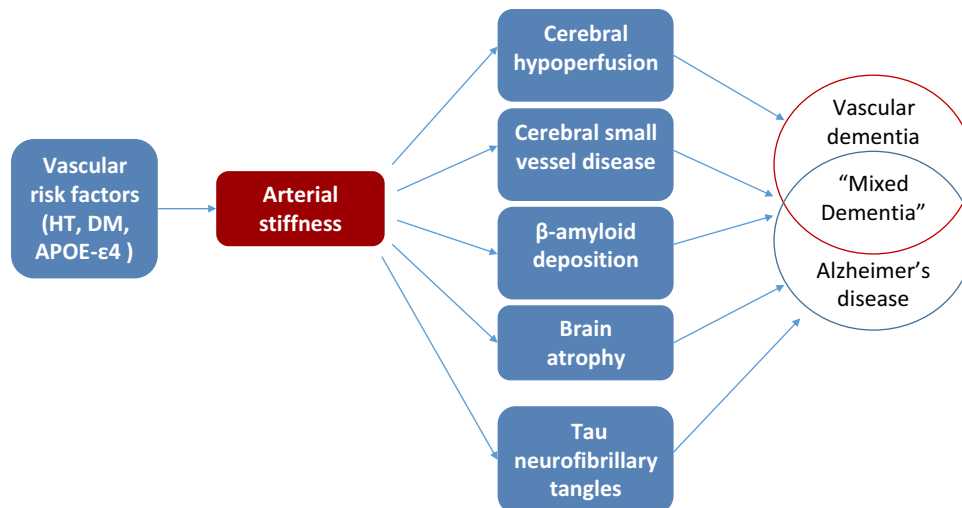 Vascular
risk factors
(HT, DM,
APOE-ε4 )
Arterial
stiffness
Cerebral
hypoperfusion
Cerebral small
vessel disease
β-amyloid
deposition
Brain
atrophy
Tau
neurofibrillary
tangles
Vascular
dementia
“Mixed
Dementia”
Alzheimer’s
disease